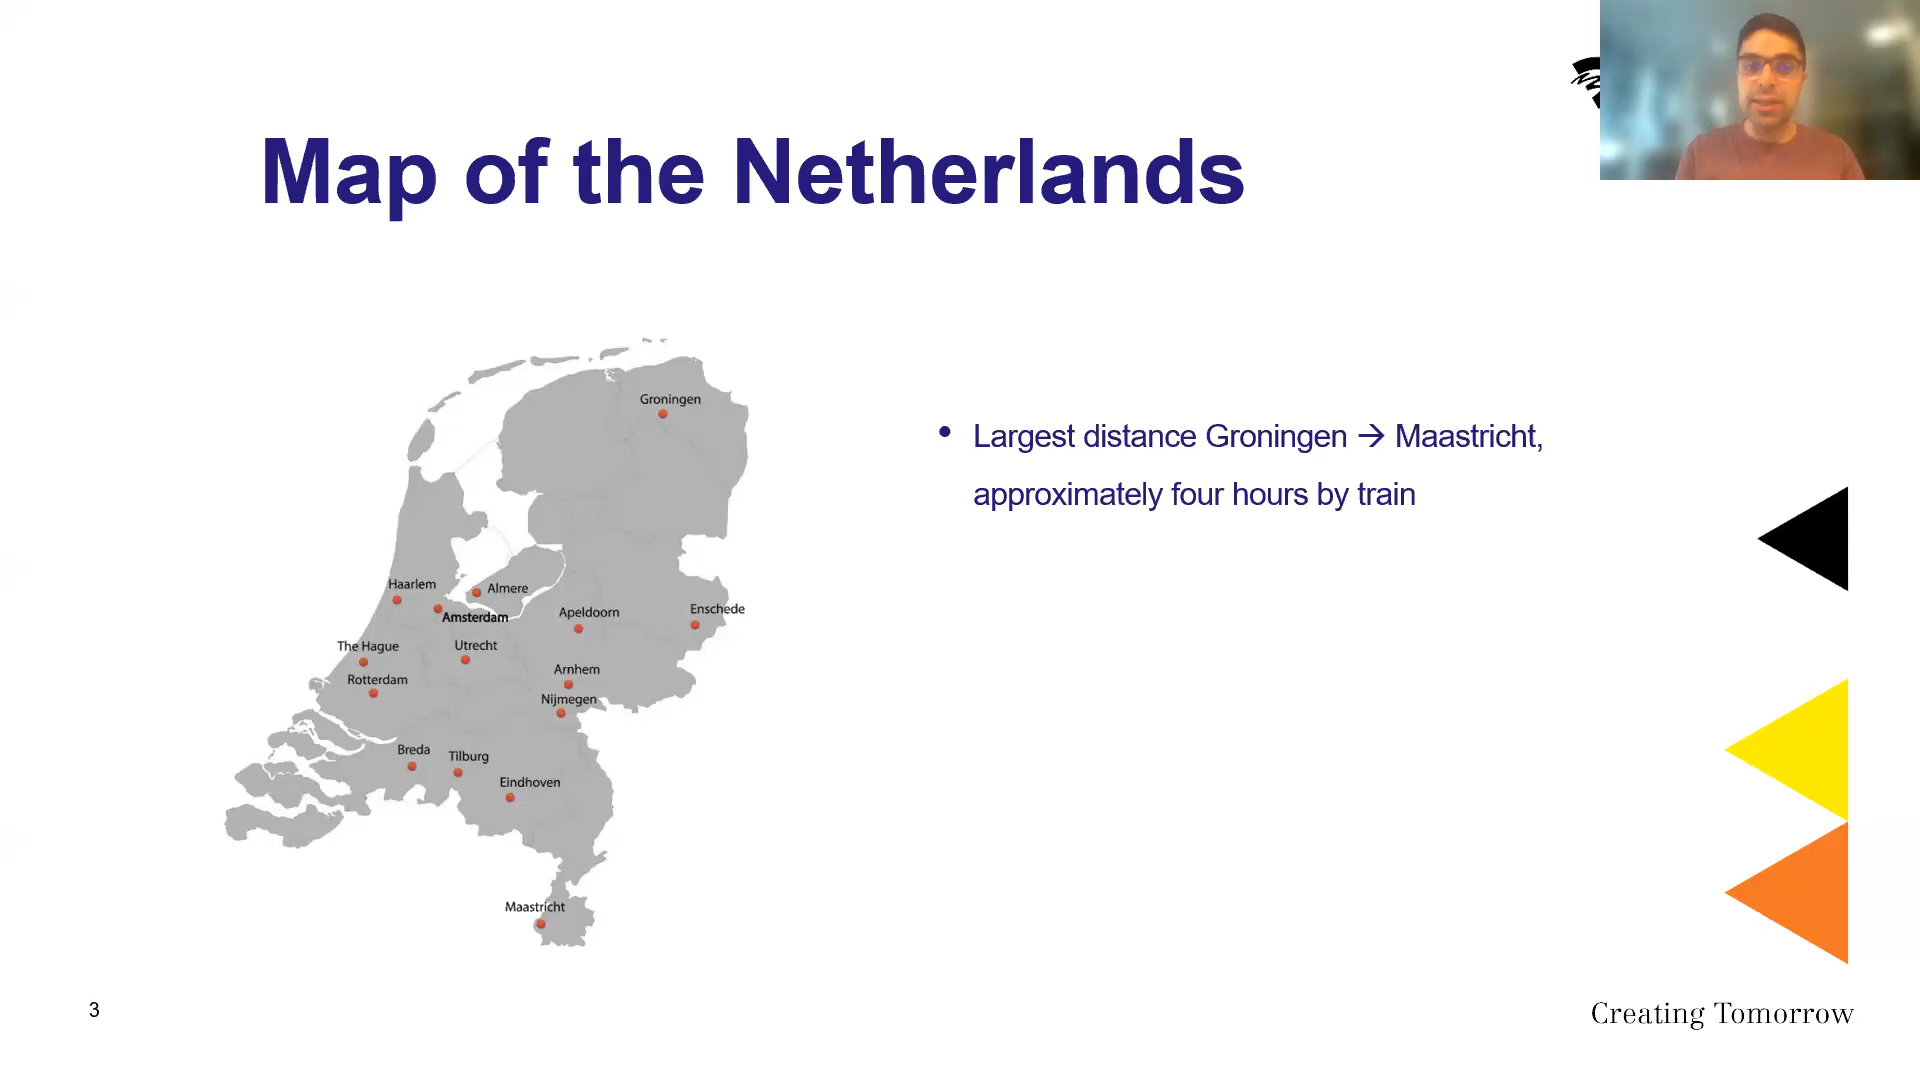 Map of the Netherlands
Groningen
• Largest distance Groningen → Maastricht,
approximately four hours by train
Haarlem
Almere
Amsterdam
Apeldoorn
Enschede
The Hague
Utrecht
Rotterdam
Arnhem
Nijmegen
Breda
Tilburg
Eindhoven
Maastricht
3
Creating Tomorrow